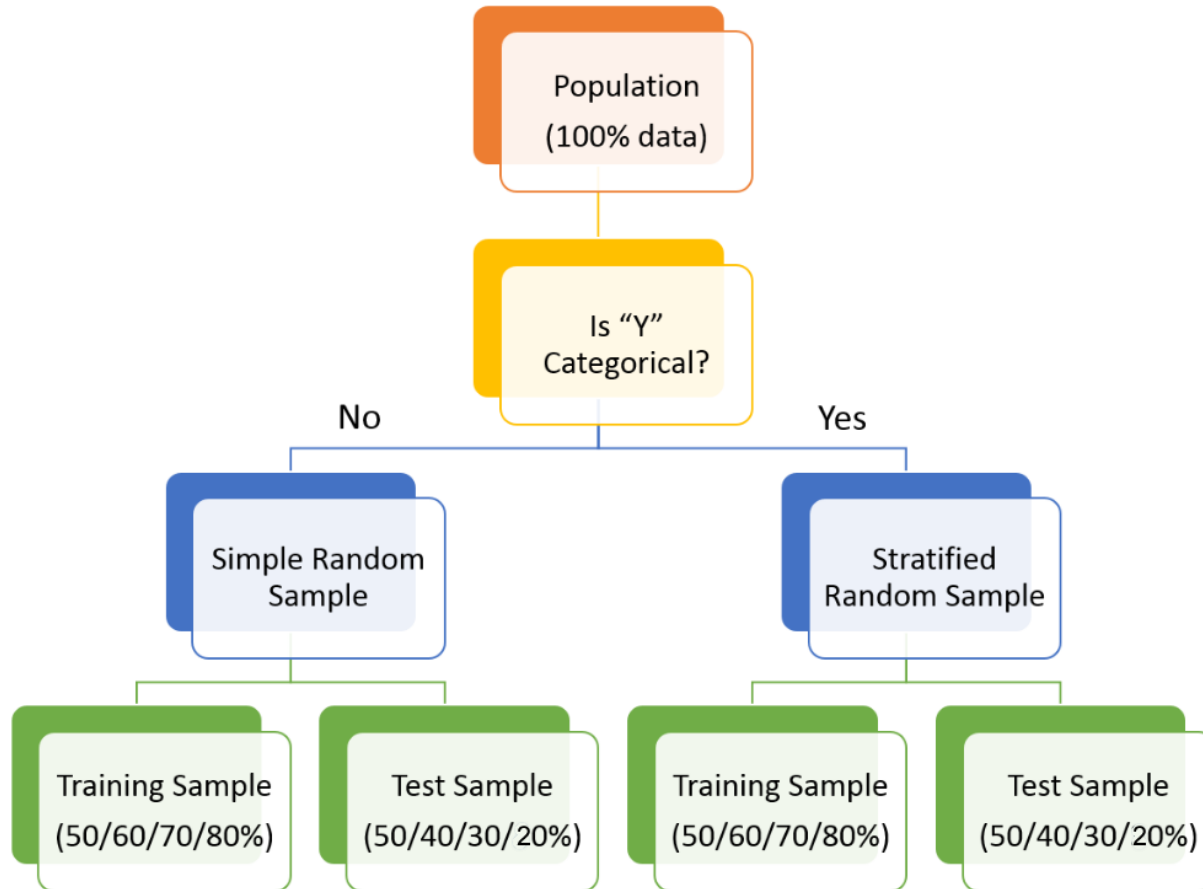 Population
(100% data)
Is “Y”
Categorical?
No
Yes
Simple Random
Sample
Stratified
Random Sample
Training Sample
(50/60/70/80%)
Test Sample
(50/40/30/20%)
Training Sample
(50/60/70/80%)
Test Sample
(50/40/30/20%)